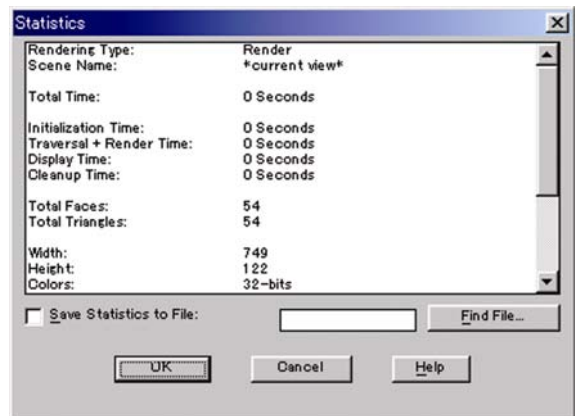 Statistics
Rendering Type: Render
Scene Name: *current view*
Total Time: 0 Seconds
Initialization Time: 0 Seconds
Traversal + Render Time: 0 Seconds
Display Time: 0 Seconds
Cleanup Time: 0 Seconds
Total Faces: 54
Total Triangles: 54
Width: 749
Height: 122
Colors: 32-bits
Save Statistics to File: Find File...
OK Cancel Help